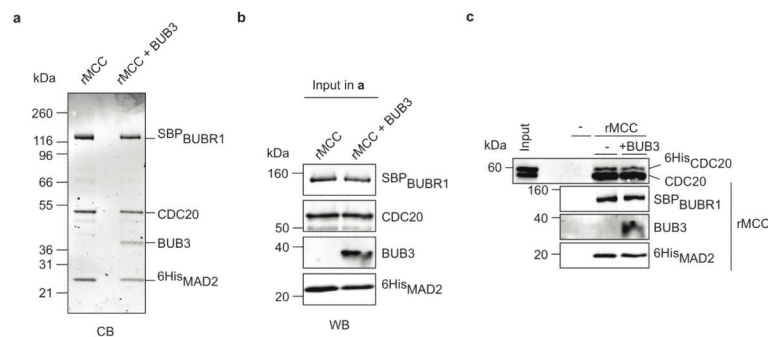 a
kDa
rMCC
rMCC + BUB3
260
116
96
66
55
36
31
21
SBPBUBR1
CDC20
BUB3
6HisMAD2
CB
b
Input in a
rMCC
rMCC + BUB3
kDa
160
50
40
20
SBPBUBR1
CDC20
BUB3
6HisMAD2
WB
c
Input
-
rMCC
-
+BUB3
kDa
60
160
40
20
6HisCDC20
CDC20
SBPBUBR1
BUB3
6HisMAD2
rMCC